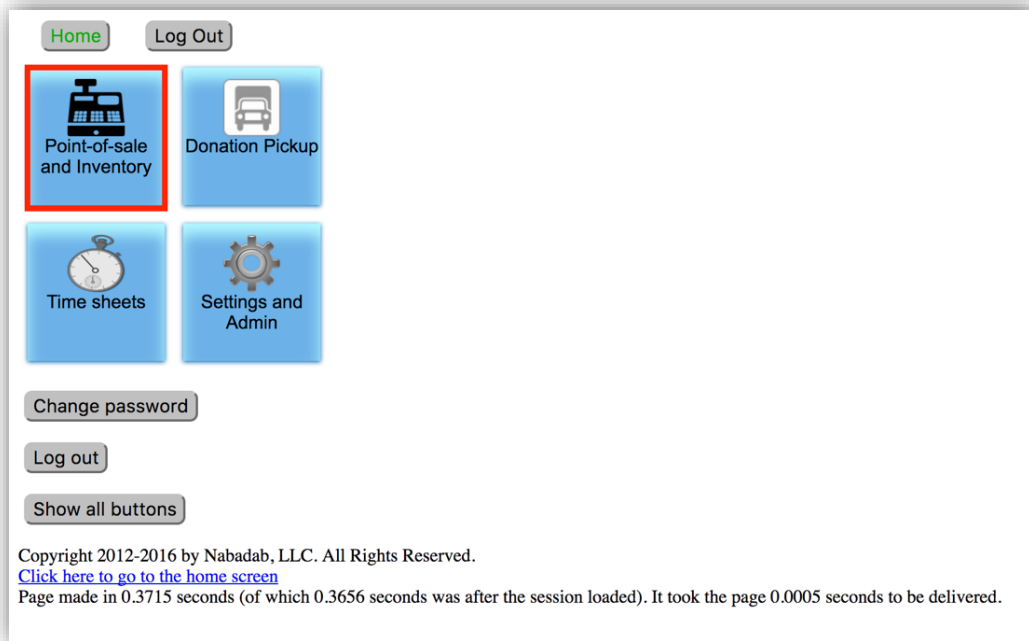 Home Log Out
Point-of-sale
and Inventory
Donation Pickup
Time sheets
Settings and
Admin
Change password
Log out
Show all buttons
Copyright 2012-2016 by Nabadab, LLC. All Rights Reserved.
Click here to go to the home screen
Page made in 0.3715 seconds (of which 0.3656 seconds was after the session loaded). It took the page 0.0005 seconds to be delivered.